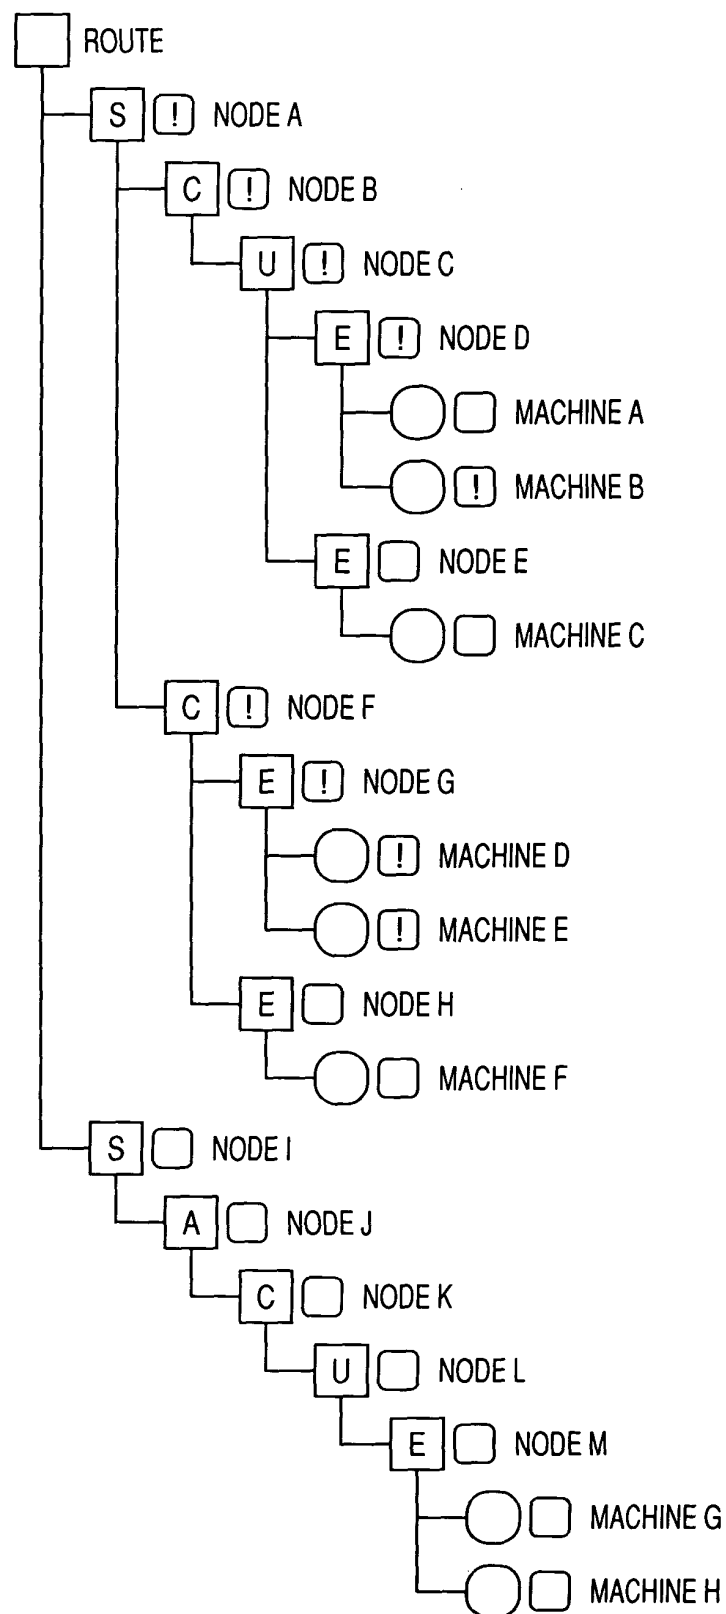 ROUTE
S ! NODE A
C ! NODE B
U ! NODE C
E ! NODE D
MACHINE A
! MACHINE B
E NODE E
MACHINE C
C ! NODE F
E ! NODE G
! MACHINE D
! MACHINE E
E NODE H
MACHINE F
S NODE I
A NODE J
C NODE K
U NODE L
E NODE M
MACHINE G
MACHINE H